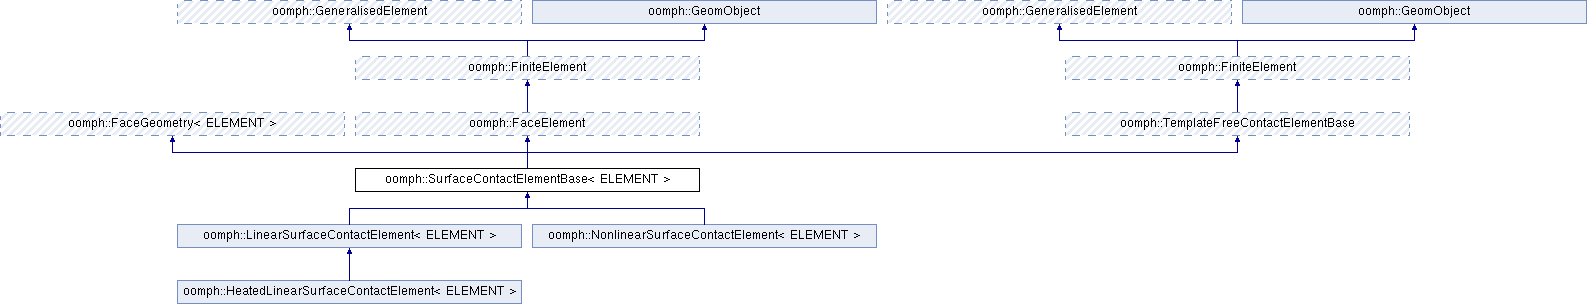 oomph::GeneralisedElement
oomph::GeomObject
oomph::GeneralisedElement
oomph::GeomObject
oomph::FiniteElement
oomph::FiniteElement
oomph::FaceGeometry< ELEMENT >
oomph::FaceElement
oomph::TemplateFreeContactElementBase
oomph::SurfaceContactElementBase< ELEMENT >
oomph::LinearSurfaceContactElement< ELEMENT >
oomph::NonlinearSurfaceContactElement< ELEMENT >
oomph::HeatedLinearSurfaceContactElement< ELEMENT >